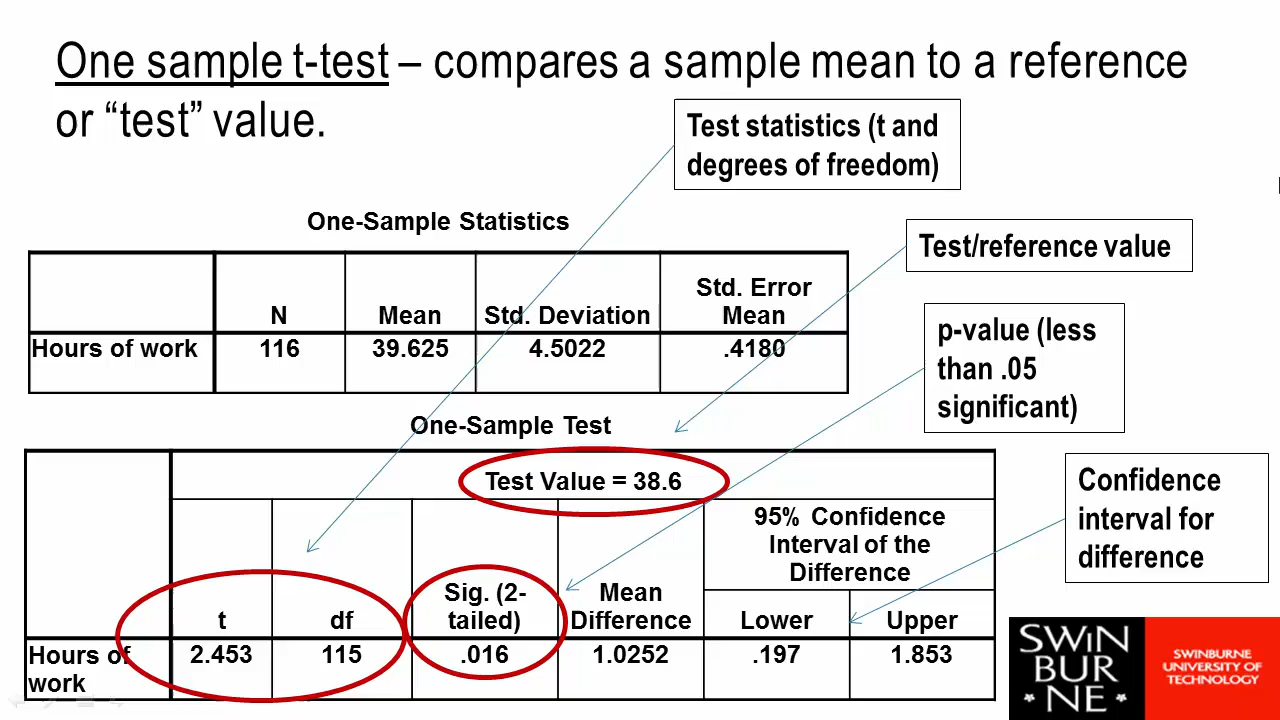 One sample t-test – compares a sample mean to a reference
or “test” value.
Test statistics (t and
degrees of freedom)
Test/reference value
p-value (less
than .05
significant)
Confidence
interval for
difference
One-Sample Statistics
N Mean Std. Deviation Std. Error
Mean
Hours of work 116 39.625 4.5022 .4180
One-Sample Test
Test Value = 38.6
95% Confidence
Interval of the
Difference
t df Sig. (2-
tailed) Mean
Difference Lower Upper
Hours of
work 2.453 115 .016 1.0252 .197 1.853
SWIN
BUR
NE
SWINBURNE
UNIVERSITY OF
TECHNOLOGY